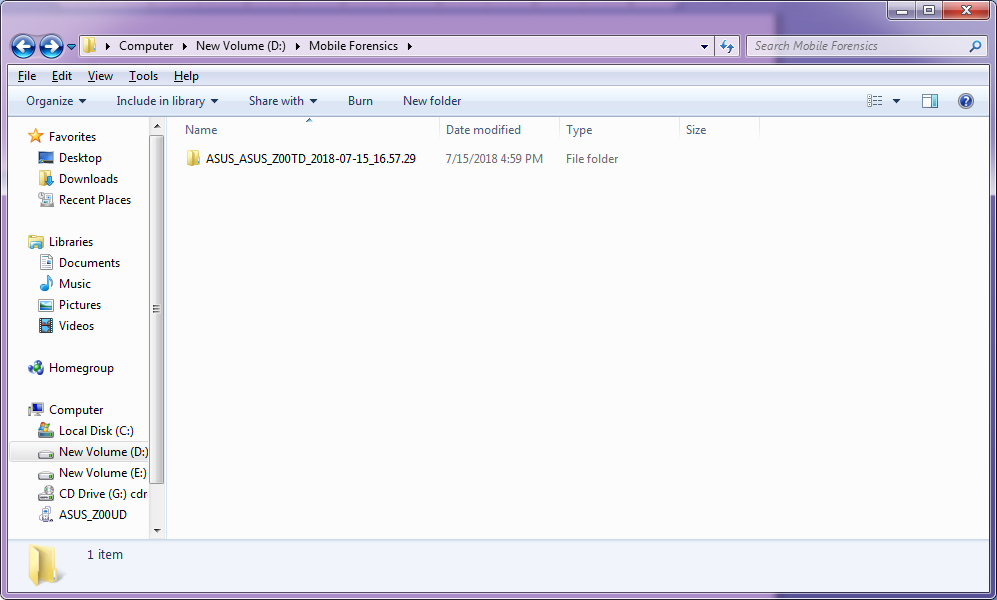 Computer New Volume (D:) Mobile Forensics Search Mobile Forensics
File Edit View Tools Help
Organize Include in library Share with Burn New folder
Name Date modified Type Size
ASUS_ASUS_Z00TD_2018-07-15_16.57.29 7/15/2018 4:59 PM File folder
Favorites
Desktop
Downloads
Recent Places
Libraries
Documents
Music
Pictures
Videos
Homegroup
Computer
Local Disk (C:)
New Volume (D:)
New Volume (E:)
CD Drive (G:) cdr
ASUS_Z00UD
1 item